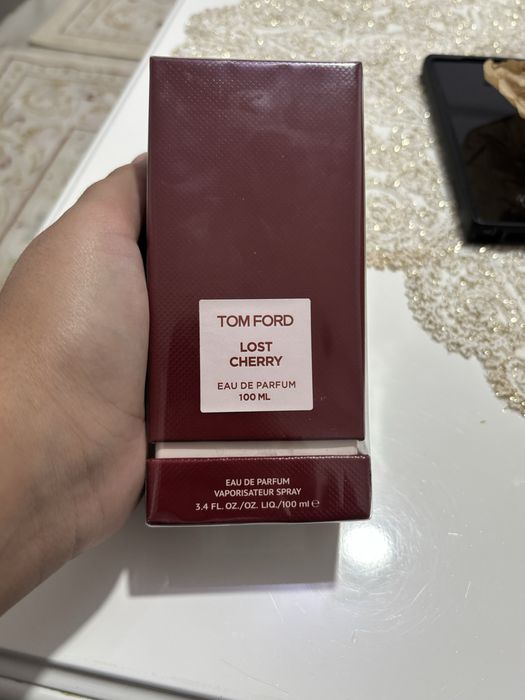 TOM FORD
LOST
CHERRY
EAU DE PARFUM
100 ML
EAU DE PARFUM
VAPORISATEUR SPRAY
3.4 FL. OZ./OZ. LIQ./100 ml ℮